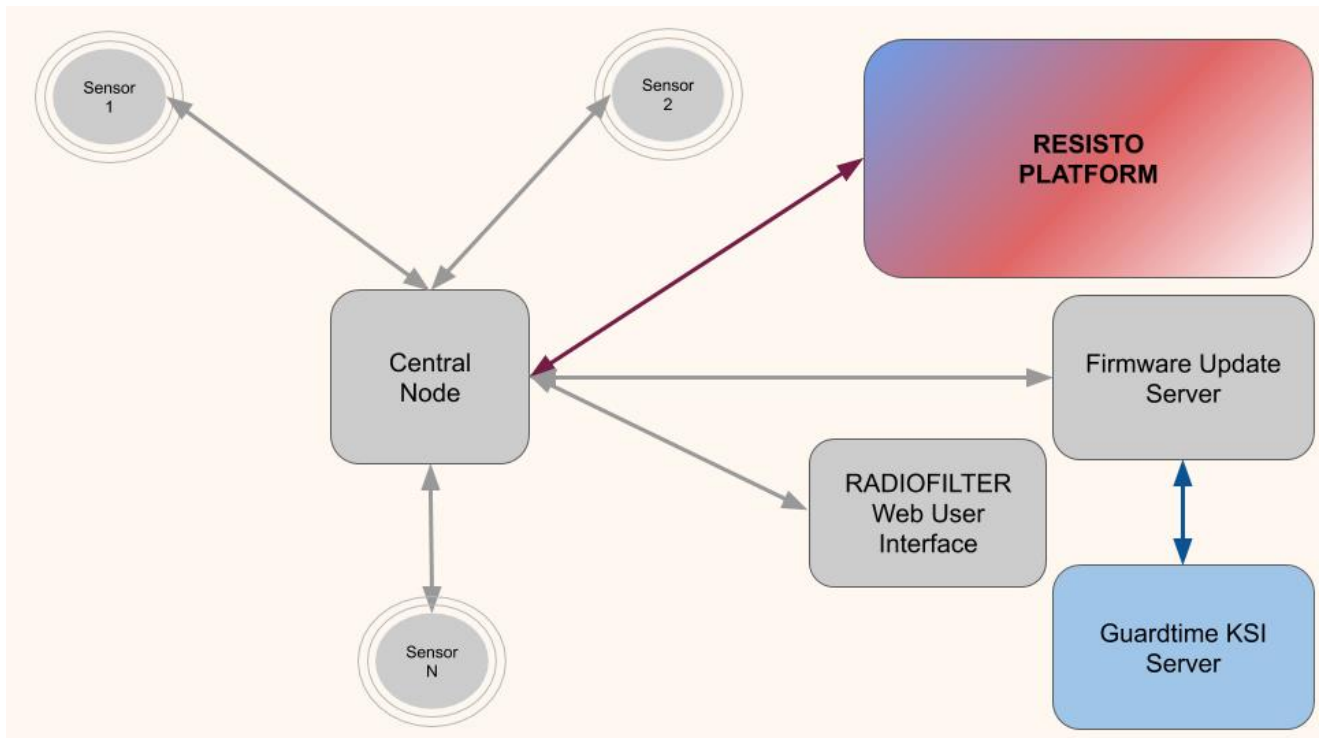 Sensor
1
Sensor
2
RESISTO
PLATFORM
Central
Node
Firmware Update
Server
RADIOFILTER
Web User
Interface
Sensor
N
Guardtime KSI
Server